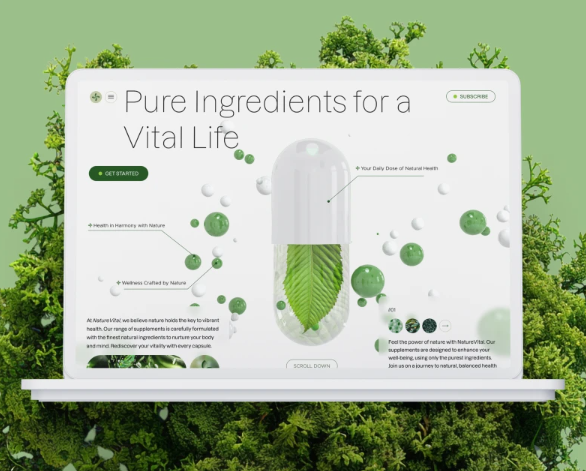 Pure Ingredients for a
Vital Life
SUBSCRIBE
GET STARTED
Your Daily Dose of Natural Health
Health in Harmony with Nature
Wellness Crafted by Nature
At NatureVital, we believe nature holds the key to vibrant
health. Our range of supplements is carefully formulated
with the finest natural ingredients to nurture your body
and mind. Rediscover your vitality with every capsule.
SCROLL DOWN
Feel the power of nature with NatureVital. Our
supplements are designed to enhance your
well-being, using only the purest ingredients.
Join us on a journey to natural, balanced health